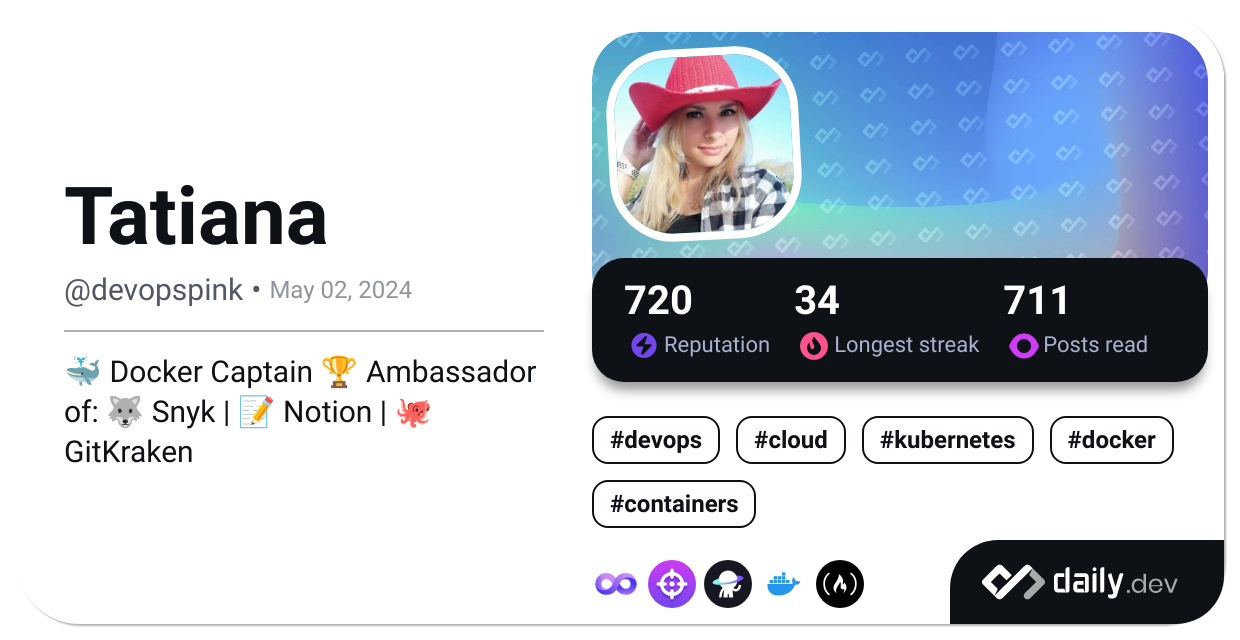 Tatiana
@devopspink • May 02, 2024
🐳 Docker Captain 🏆 Ambassador
of: 🐺 Snyk | 📝 Notion | 🐙
GitKraken
720 34 711
Reputation Longest streak Posts read
#devops #cloud #kubernetes #docker
#containers
daily.dev